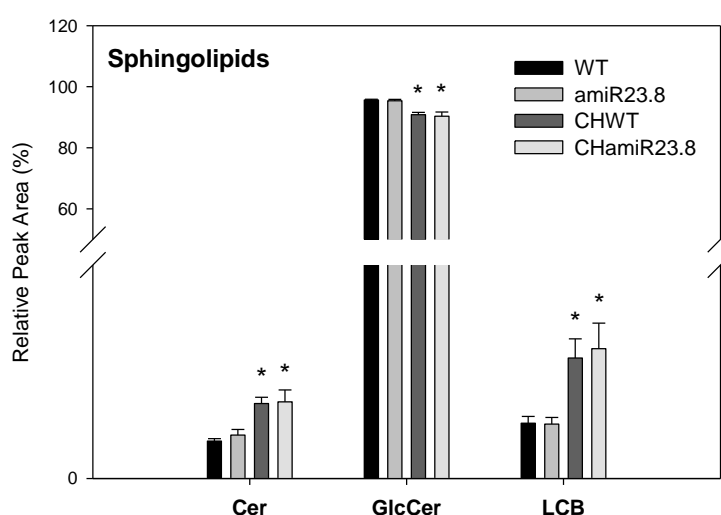 120
Sphingolipids
WT
amiR23.8
CHWT
CHamiR23.8
100
80
60
0
Relative Peak Area (%)
* *
* *
* *
Cer GlcCer LCB